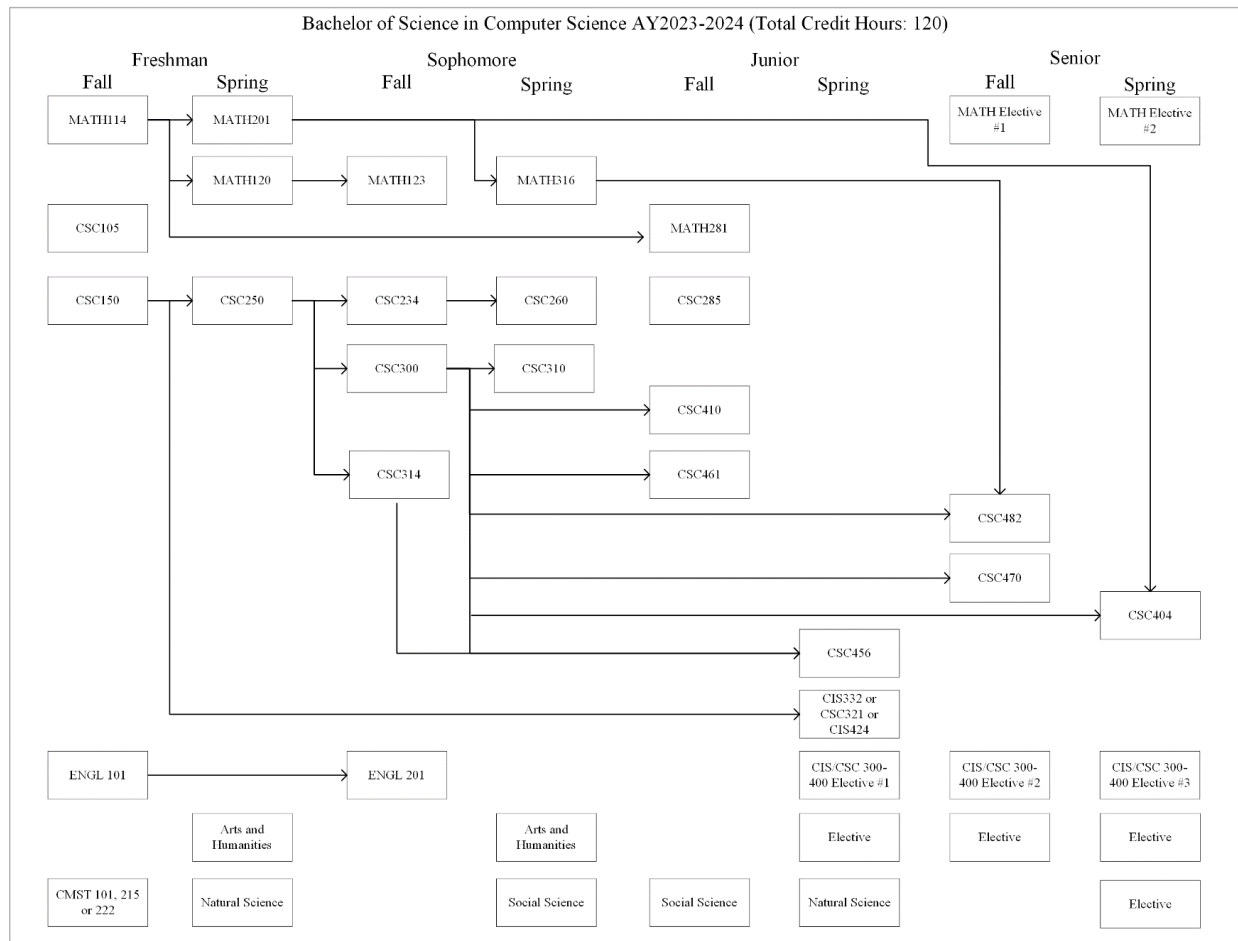 Bachelor of Science in Computer Science AY2023-2024 (Total Credit Hours: 120)
Freshman
Sophomore
Junior
Senior
Fall
Spring
Fall
Spring
Fall
Spring
Fall
Spring
MATH114
MATH201
MATH Elective
#1
MATH Elective
#2
MATH120
MATH123
MATH316
CSC105
MATH281
CSC150
CSC250
CSC234
CSC260
CSC285
CSC300
CSC310
CSC410
CSC314
CSC461
CSC482
CSC470
CSC404
CSC456
CIS332 or
CSC321 or
CIS424
ENGL 101
ENGL 201
CIS/CSC 300-
400 Elective #1
CIS/CSC 300-
400 Elective #2
CIS/CSC 300-
400 Elective #3
Arts and
Humanities
Arts and
Humanities
Elective
Elective
Elective
CMST 101, 215
or 222
Natural Science
Social Science
Social Science
Natural Science
Elective